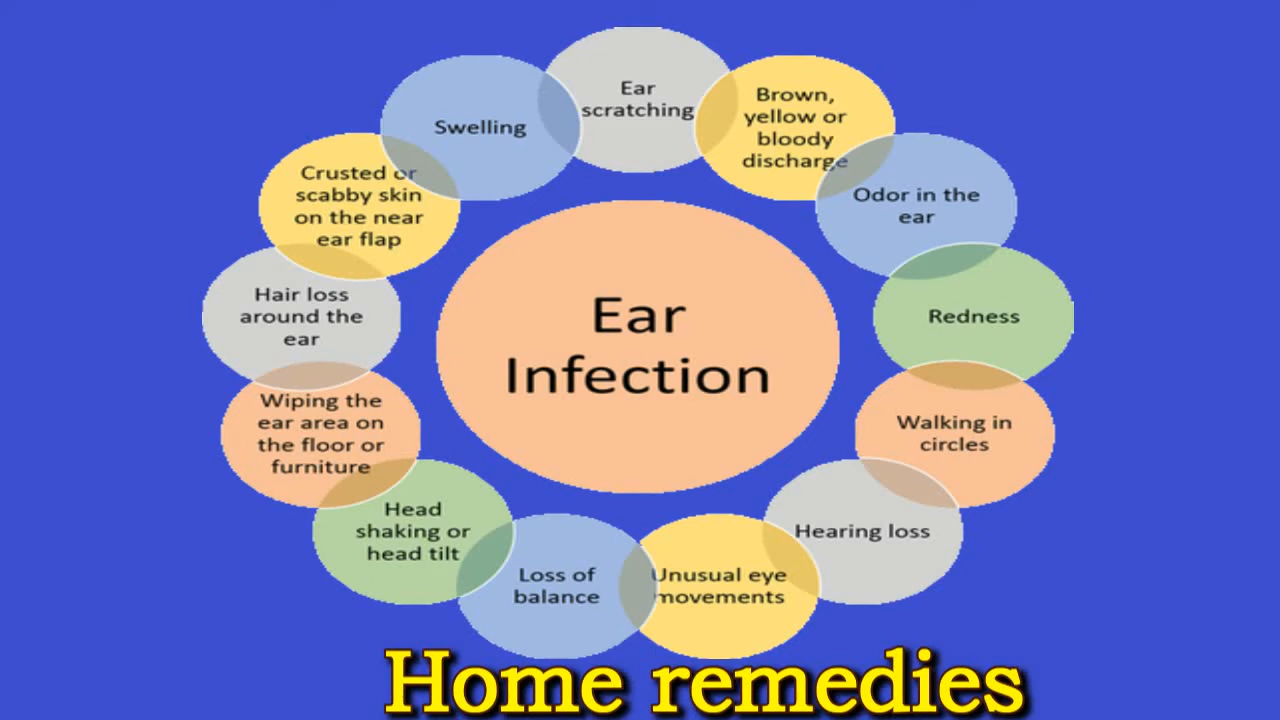 Ear
scratching
Brown,
yellow or
bloody
discharge
Odor in the
ear
Redness
Walking in
circles
Hearing loss
Unusual eye
movements
Loss of
balance
Head
shaking or
head tilt
Wiping the
ear area on
the floor or
furniture
Hair loss
around the
ear
Crusted or
scabby skin
on the near
ear flap
Swelling
Ear
Infection
Home remedies